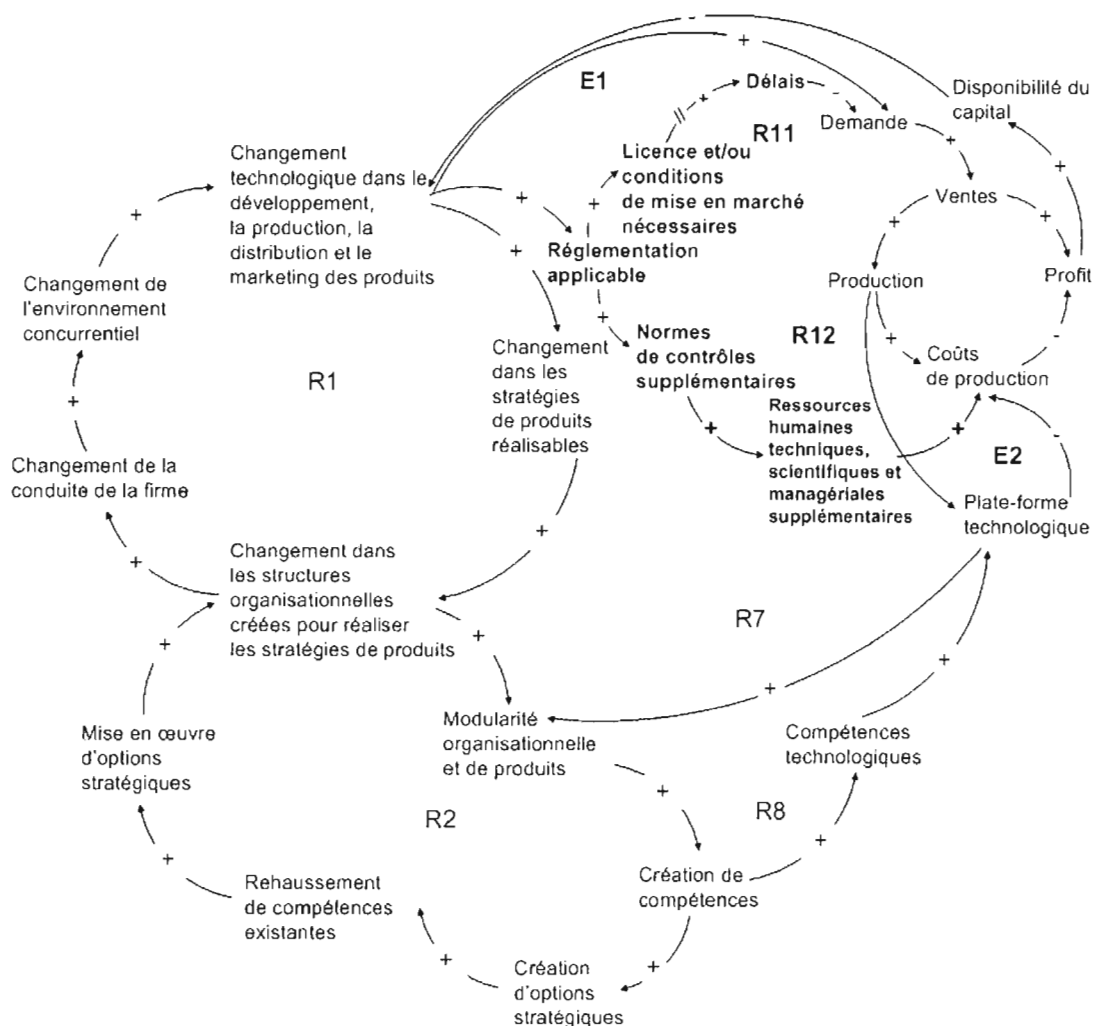 -
+
E1
Délais
+
-
Disponibilité du
capital
Demande
R11
+
Changement
technologique dans le
développement,
la production, la
distribution et le
marketing des produits
Licence et/ou
conditions
de mise en marché
nécessaires
+
+
+
+
Ventes
+
+
Réglementation
applicable
Changement de
l'environnement
concurrentiel
Production
Profit
+
R12
+
-
Normes
de contrôles
supplémentaires
Changement
dans les
stratégies
de produits
réalisables
Coûts
de production
R1
+
+
Ressources
humaines
techniques,
scientifiques et
managériales
supplémentaires
+
-
E2
Changement de la
conduite de la firme
Plate-forme
technologique
+
+
Changement dans
les structures
organisationnelles
créées pour réaliser
les stratégies de produits
R7
+
+
+
+
Mise en œuvre
d'options
stratégiques
Modularité
organisationnelle
et de produits
Compétences
technologiques
+
R2
R8
+
+
Rehaussement
de compétences
existantes
Création de
compétences
+
+
Création
d'options
stratégiques